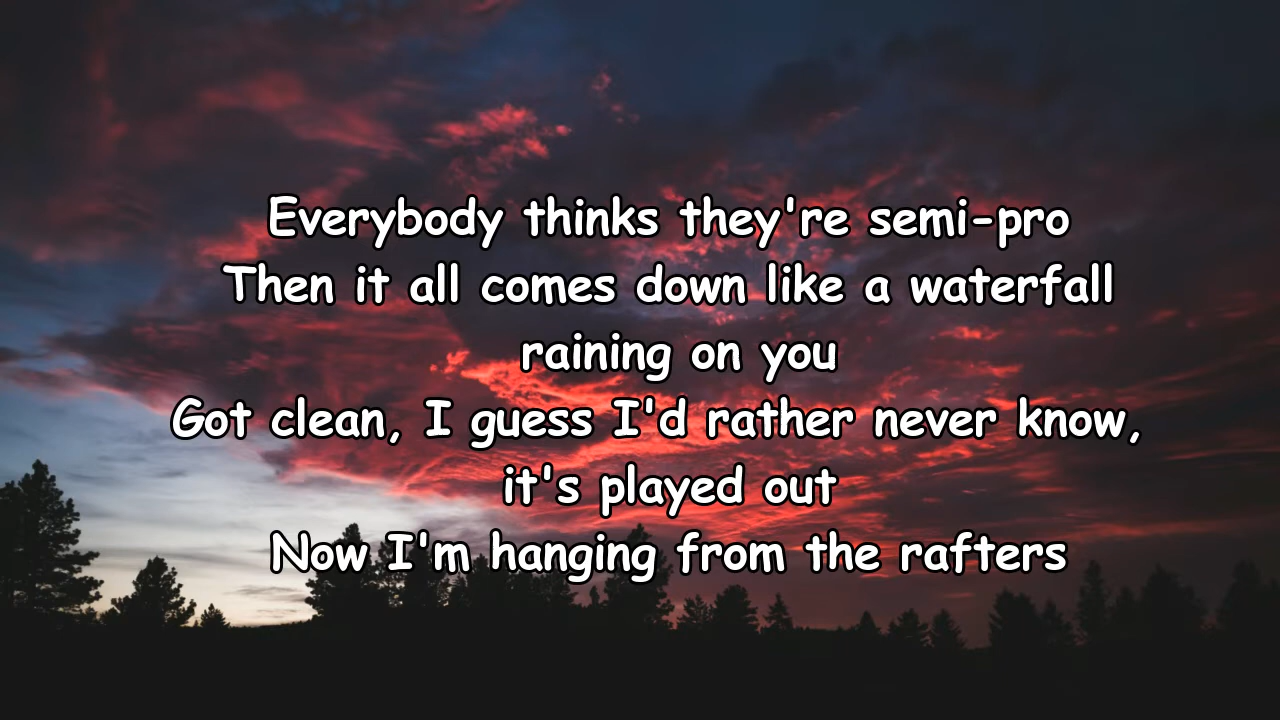 Everybody thinks they're semi-pro
Then it all comes down like a waterfall
raining on you
Got clean, I guess I'd rather never know,
it's played out
Now I'm hanging from the rafters